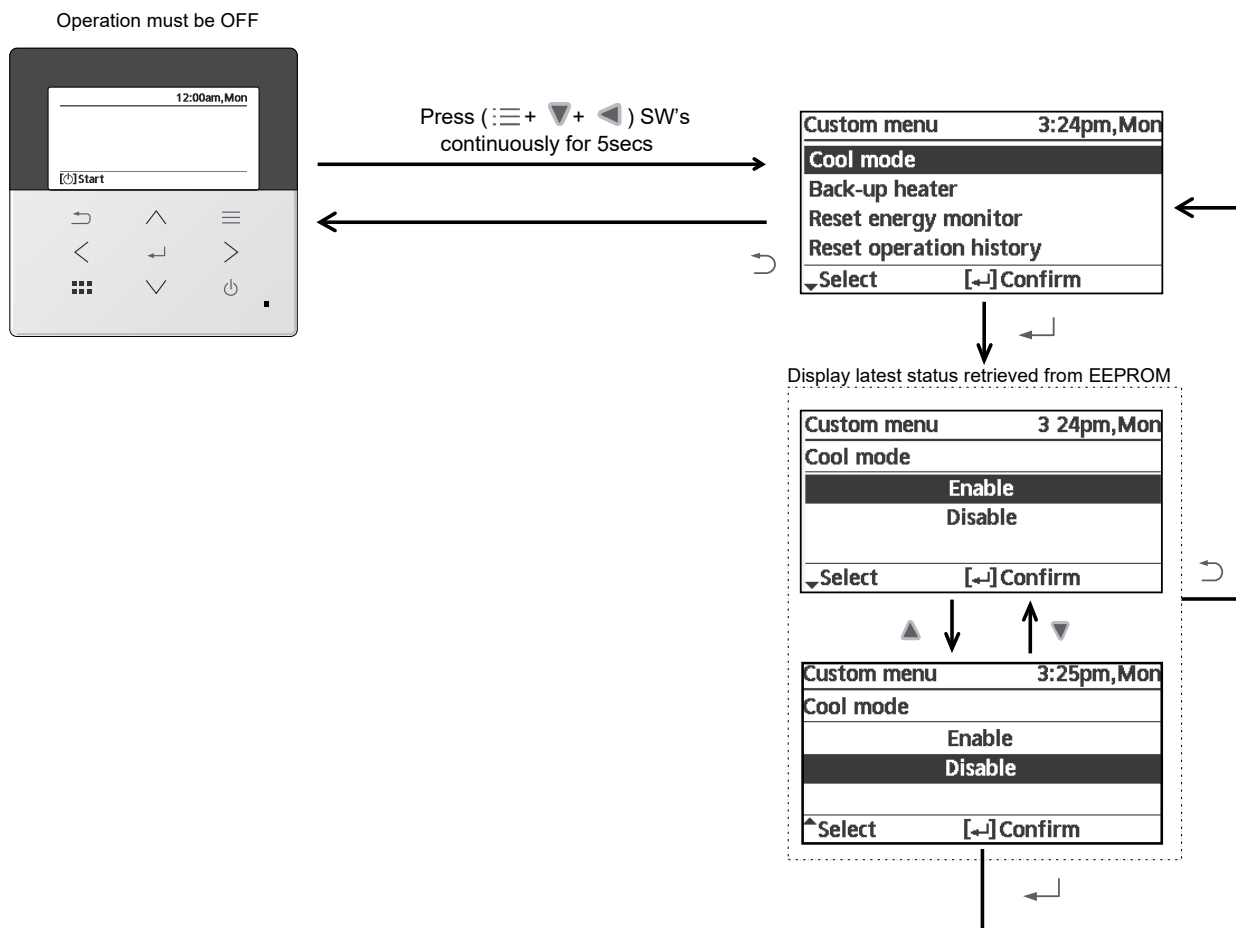 Operation must be OFF
12:00am,Mon
[⏻]Start
Press ( ☰ + ▼ + ◀ ) SW's
continuously for 5secs
Custom menu 3:24pm,Mon
Cool mode
Back-up heater
Reset energy monitor
Reset operation history
Select [↵]Confirm
Display latest status retrieved from EEPROM
Custom menu 3 24pm,Mon
Cool mode
Enable
Disable
Select [↵]Confirm
Custom menu 3:25pm,Mon
Cool mode
Enable
Disable
Select [↵]Confirm